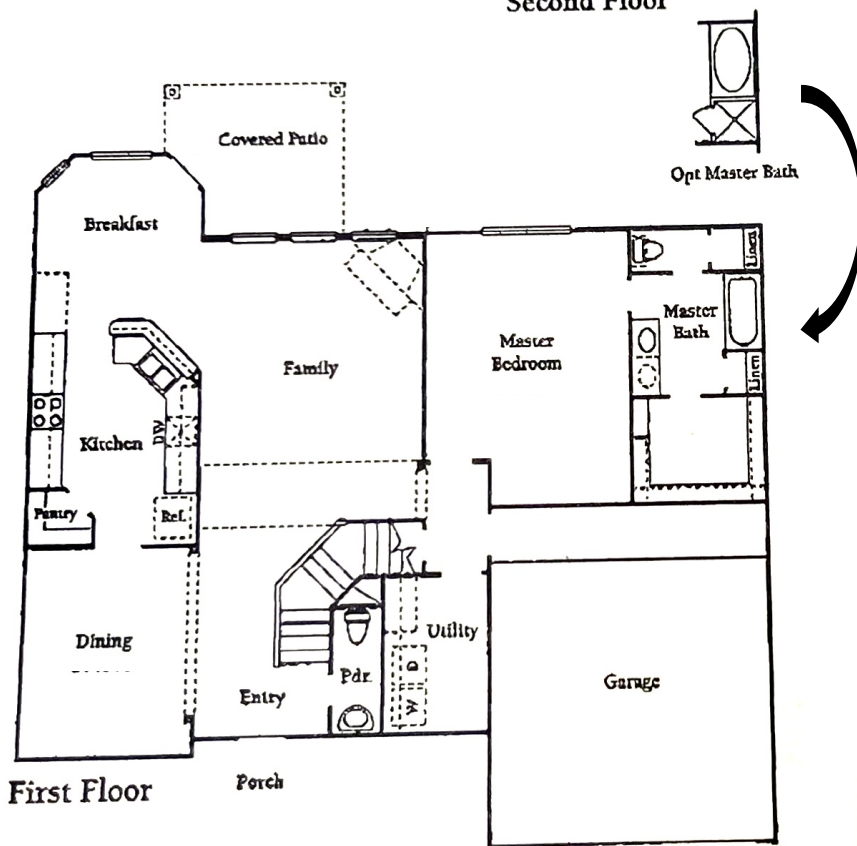 Second Floor
Covered Patio
Opt Master Bath
Breakfast
Linen
Master
Bath
Master
Bedroom
Family
Linen
DW
Kitchen
Pantry
Ref.
Utility
Dining
Pdr.
D
Garage
Entry
W
Porch
First Floor